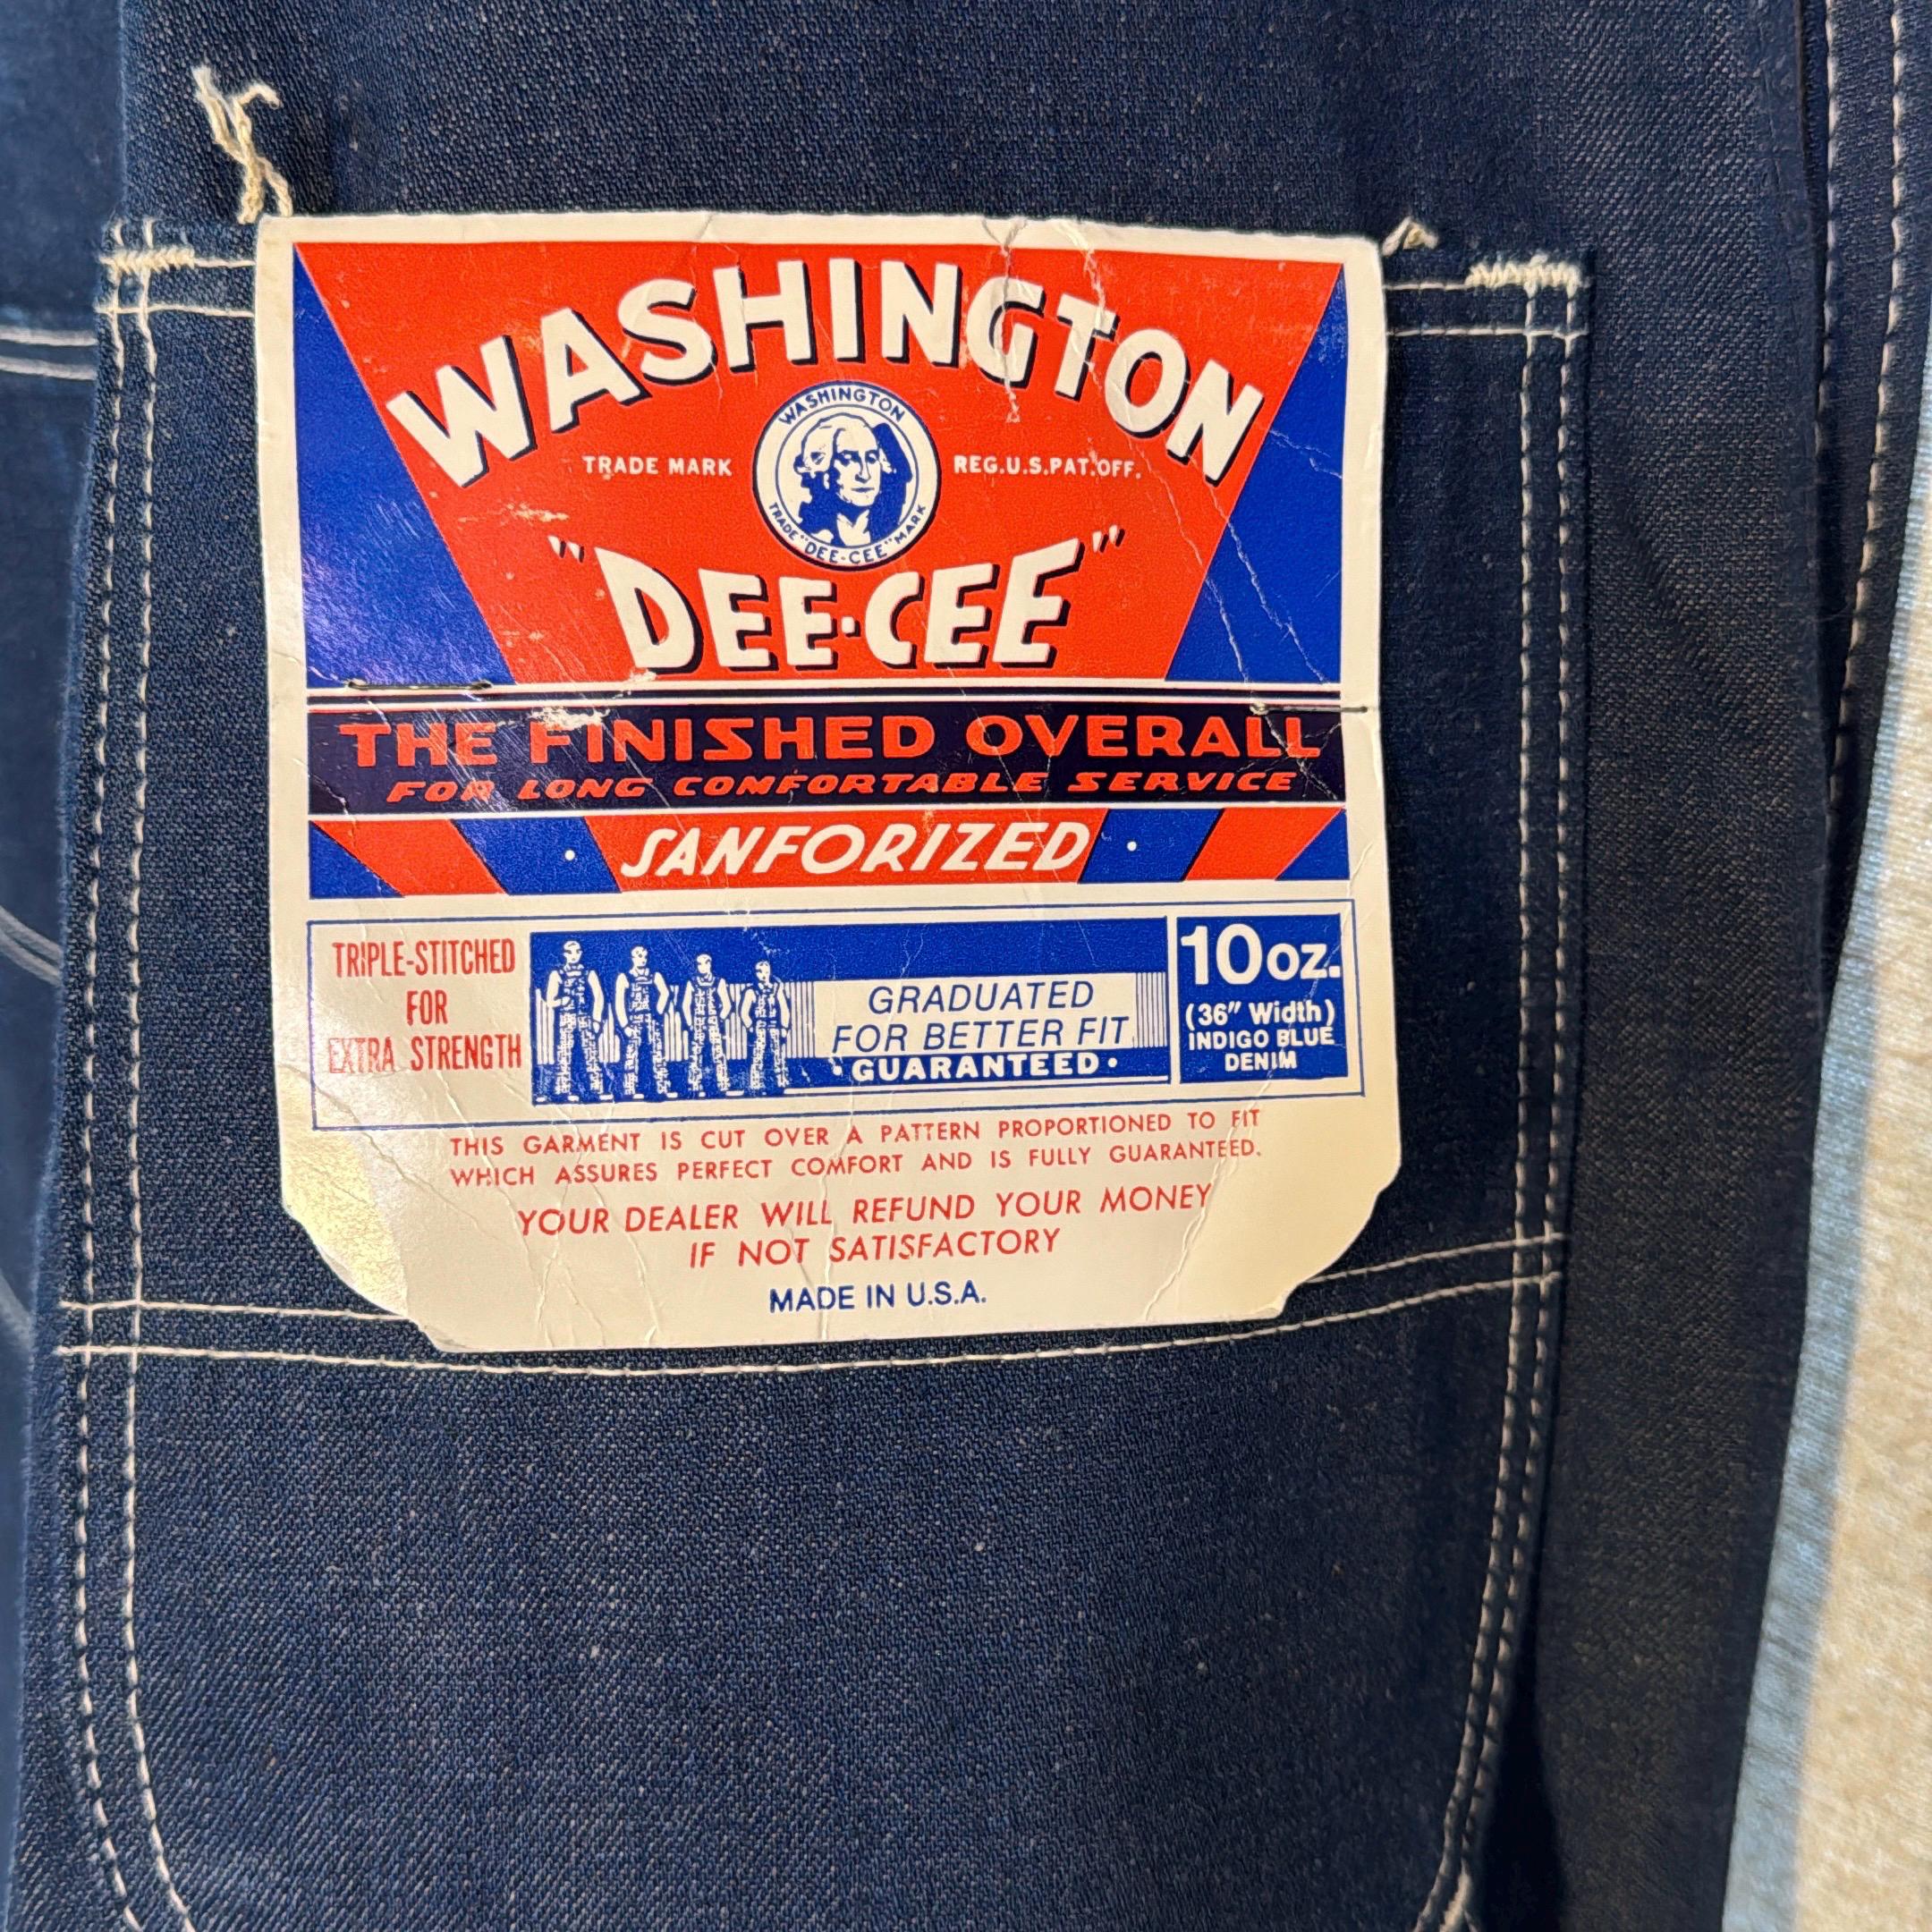 WASHINGTON
TRADE MARK
WASHINGTON
TRADE "DEE-CEE" MARK
REG.U.S.PAT.OFF.
"DEE-CEE"
THE FINISHED OVERALL
FOR LONG COMFORTABLE SERVICE
• SANFORIZED •
TRIPLE-STITCHED
FOR
EXTRA STRENGTH
GRADUATED
FOR BETTER FIT
•GUARANTEED•
10 oz.
(36" Width)
INDIGO BLUE
DENIM
THIS GARMENT IS CUT OVER A PATTERN PROPORTIONED TO FIT
WHICH ASSURES PERFECT COMFORT AND IS FULLY GUARANTEED.
YOUR DEALER WILL REFUND YOUR MONEY
IF NOT SATISFACTORY
MADE IN U.S.A.